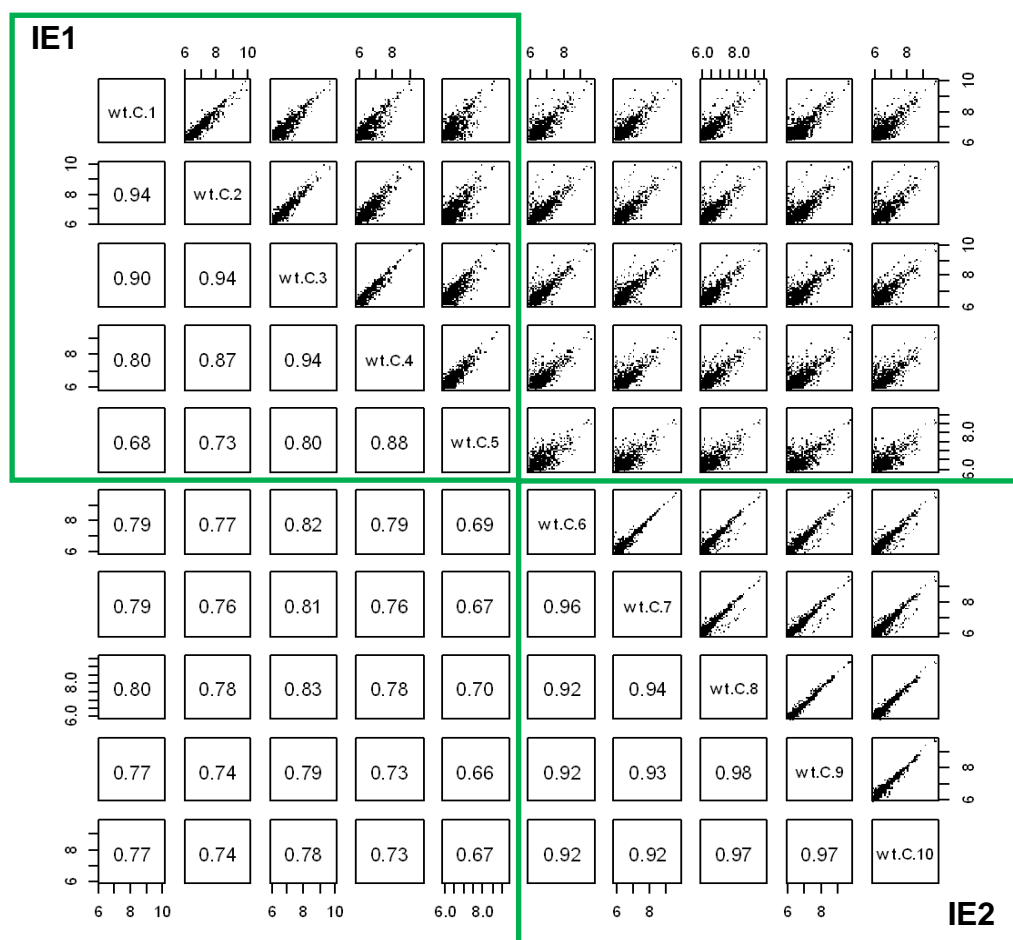 IE1
6 8 10 6 8 6 8 6.0 8.0 6 8
wt.C.1 6 8 10
6 8 10 0.94 wt.C.2
0.90 0.94 wt.C.3 6 8 10
6 8 0.80 0.87 0.94 wt.C.4
0.68 0.73 0.80 0.88 wt.C.5 6.0 8.0
6 8 0.79 0.77 0.82 0.79 0.69 wt.C.6
0.79 0.76 0.81 0.76 0.67 0.96 wt.C.7 6 8
6.0 8.0 0.80 0.78 0.83 0.78 0.70 0.92 0.94 wt.C.8
0.77 0.74 0.79 0.73 0.66 0.92 0.93 0.98 wt.C.9 6 8
6 8 0.77 0.74 0.78 0.73 0.67 0.92 0.92 0.97 0.97 wt.C.10
6 8 10 6 8 10 6.0 8.0 6 8 6 8
IE2